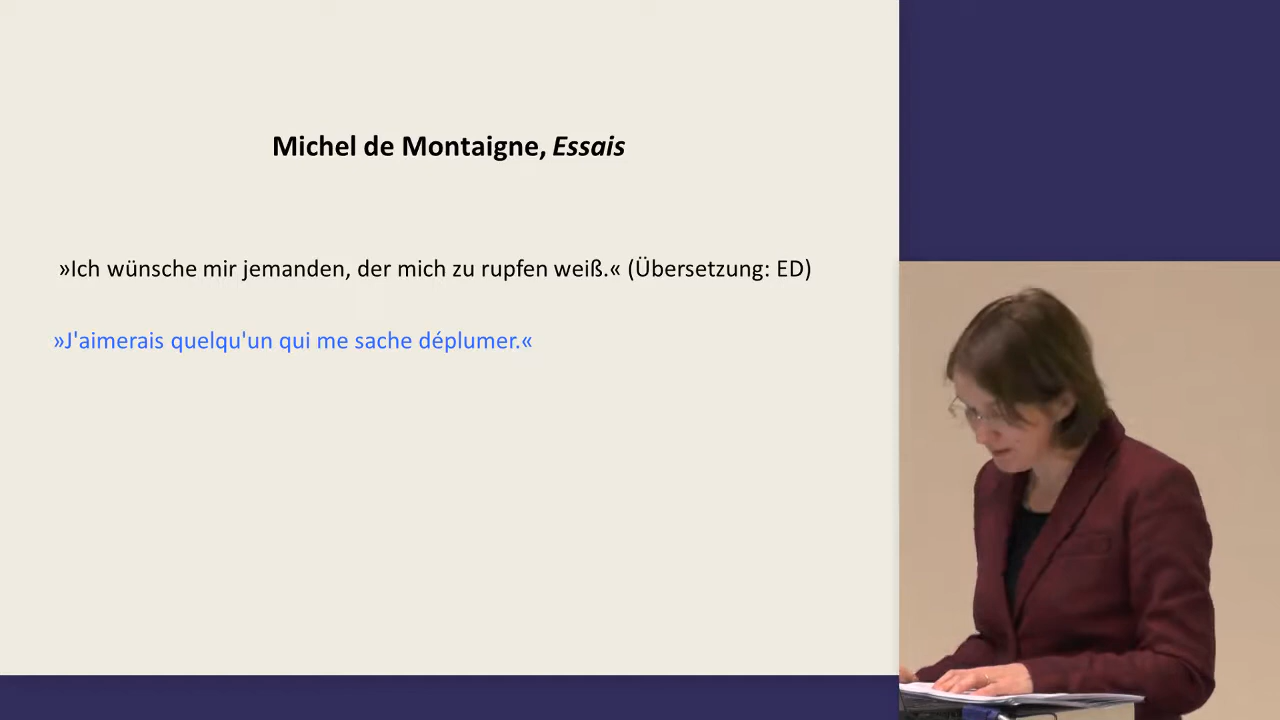 Michel de Montaigne, Essais
»Ich wünsche mir jemanden, der mich zu rupfen weiß.« (Übersetzung: ED)
»J'aimerais quelqu'un qui me sache déplumer.«